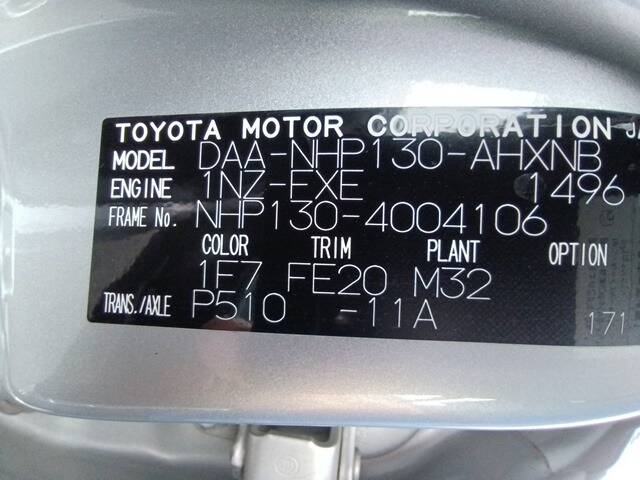 TOYOTA MOTOR CORPORATION
MODEL DAA-NHP130-AHXNB
ENGINE 1NZ-FXE 1496
FRAME No. NHP130-4004106
COLOR TRIM PLANT OPTION
1F7 FE20 M32
TRANS./AXLE P510 -11A
171